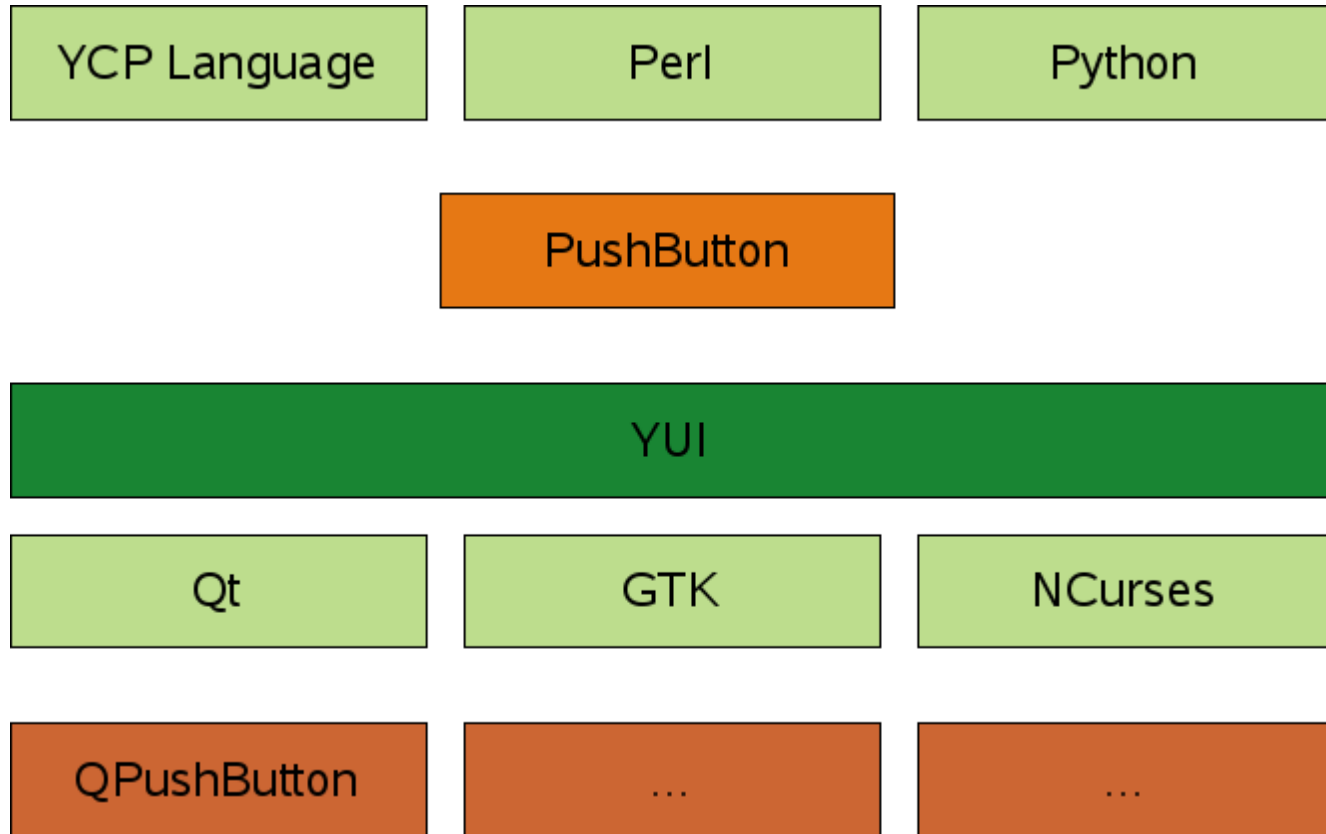 YCP Language
Perl
Python
PushButton
YUI
Qt
GTK
NCurses
QPushButton
...
...